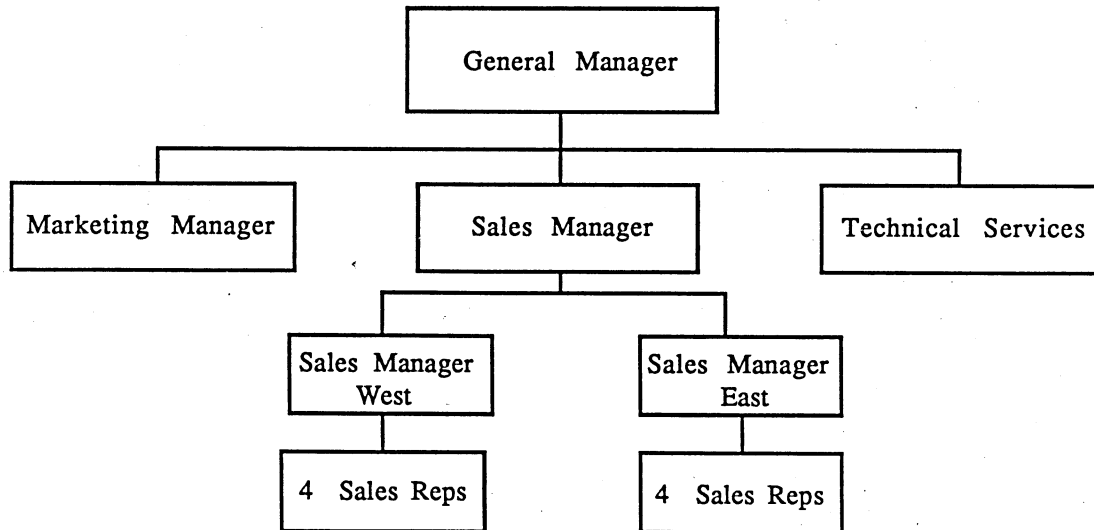 General Manager
Marketing Manager
Sales Manager
Technical Services
Sales Manager
West
Sales Manager
East
4 Sales Reps
4 Sales Reps